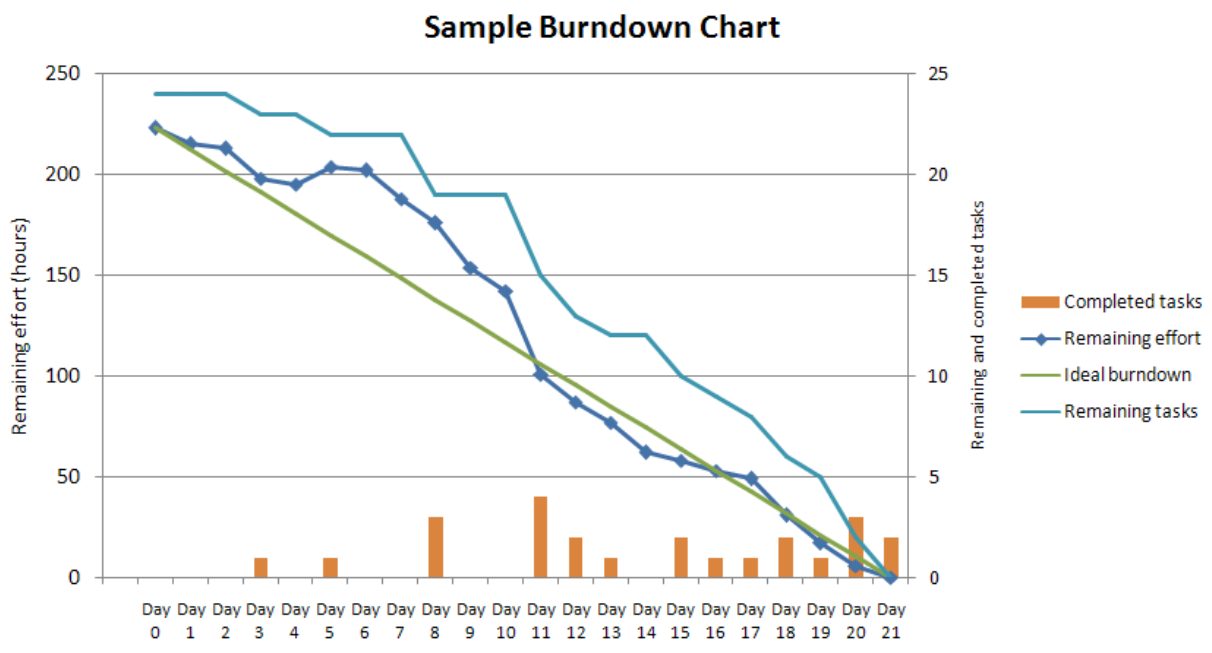 Sample Burndown Chart
250
200
150
100
50
0
Remaining effort (hours)
25
20
15
10
5
0
Remaining and completed tasks
Completed tasks
Remaining effort
Ideal burndown
Remaining tasks
Day Day Day Day Day Day Day Day Day Day Day Day Day Day Day Day Day Day Day Day Day Day
0 1 2 3 4 5 6 7 8 9 10 11 12 13 14 15 16 17 18 19 20 21